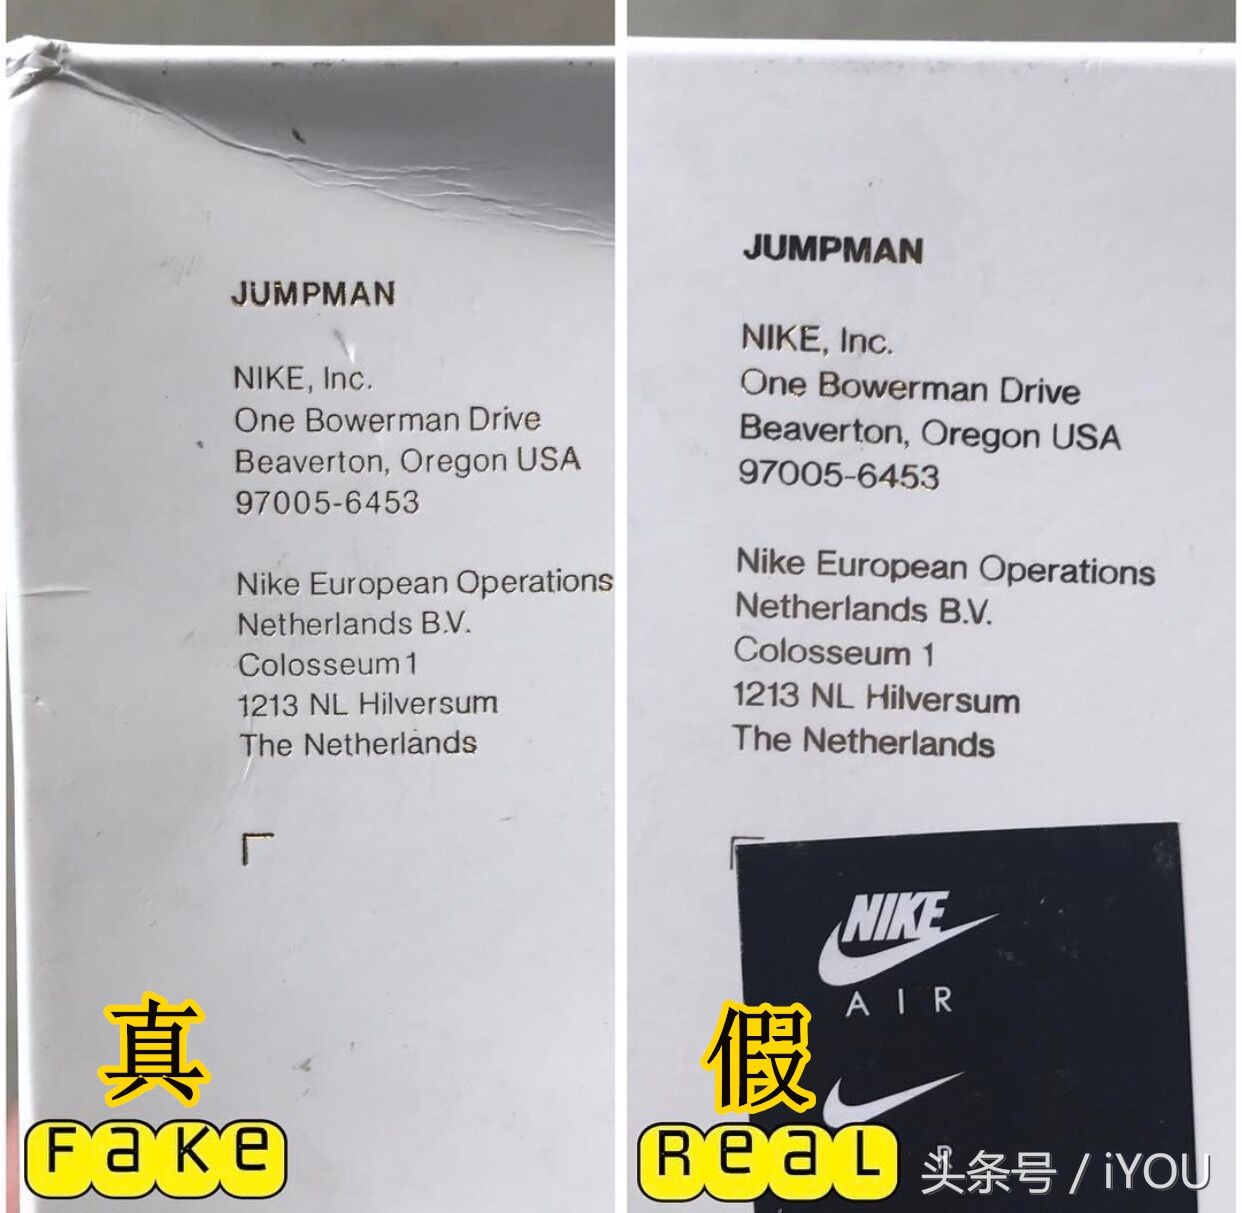 JUMPMAN
NIKE, Inc.
One Bowerman Drive
Beaverton, Oregon USA
97005-6453
Nike European Operations
Netherlands B.V.
Colosseum 1
1213 NL Hilversum
The Netherlands
真
Fake
JUMPMAN
NIKE, Inc.
One Bowerman Drive
Beaverton, Oregon USA
97005-6453
Nike European Operations
Netherlands B.V.
Colosseum 1
1213 NL Hilversum
The Netherlands
NIKE
AIR
假
Real
头条号 / iYOU